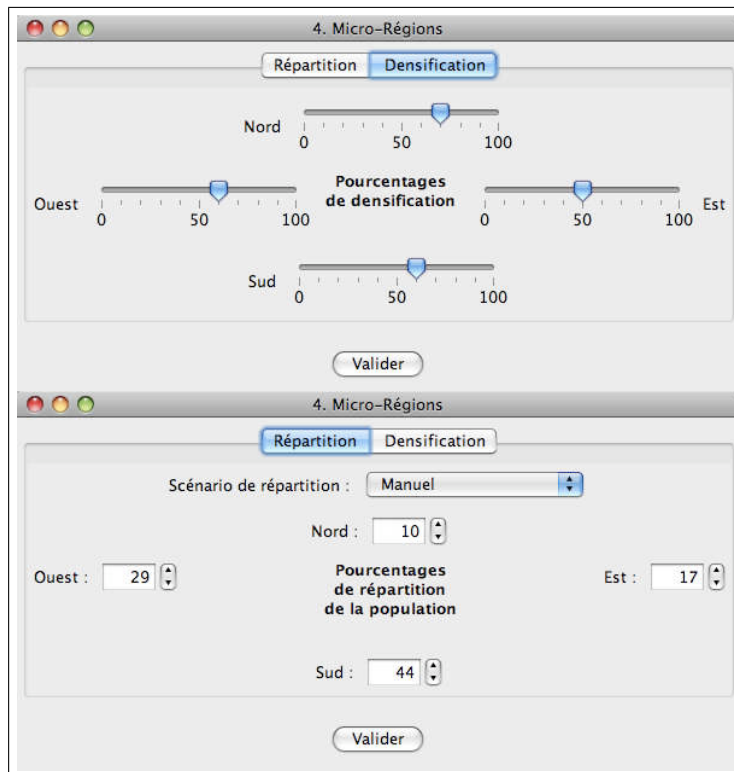 4. Micro-Régions
Répartition Densification
Nord
0 50 100
Ouest
0 50 100
Pourcentages
de densification
0 50 100
Est
Sud
0 50 100
Valider
4. Micro-Régions
Répartition Densification
Scénario de répartition : Manuel
Nord : 10
Ouest : 29
Pourcentages
de répartition
de la population
Est : 17
Sud : 44
Valider